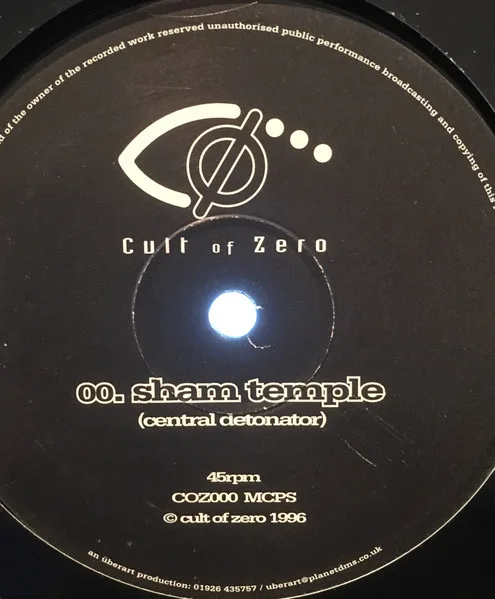 d of the owner of the recorded work reserved unauthorised public performance broadcasting and copying of this
Cult of Zero
00. sham temple
(central detonator)
45rpm
COZ000 MCPS
© cult of zero 1996
an überart production: 01926 435757 / uberart@planetdms.co.uk